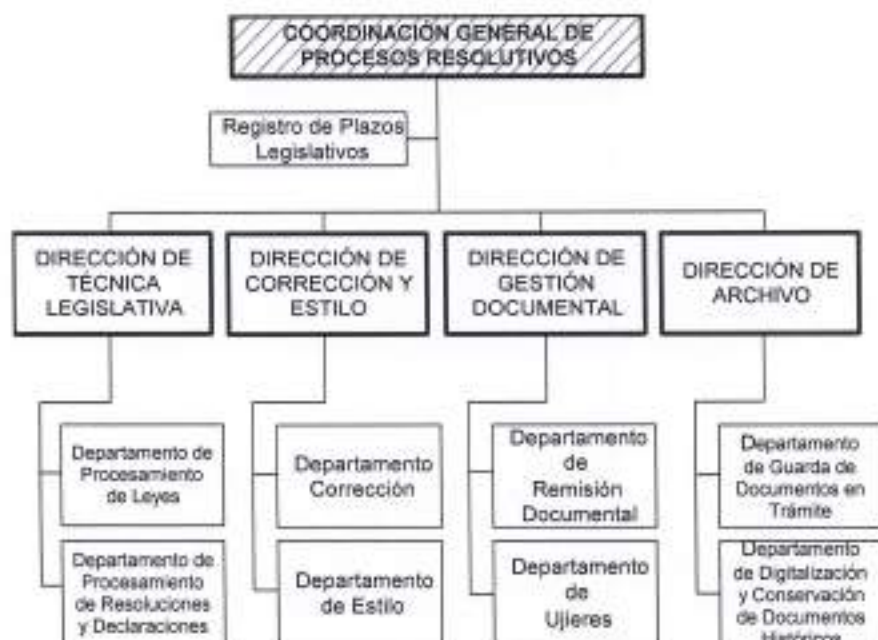 COORDINACIÓN GENERAL DE
PROCESOS RESOLUTIVOS
Registro de Plazos
Legislativos
DIRECCIÓN DE
TÉCNICA
LEGISLATIVA
DIRECCIÓN DE
CORRECCIÓN Y
ESTILO
DIRECCIÓN DE
GESTIÓN
DOCUMENTAL
DIRECCIÓN DE
ARCHIVO
Departamento de
Procesamiento
de Leyes
Departamento de
Procesamiento
de Resoluciones
y Declaraciones
Departamento
Corrección
Departamento
de Estilo
Departamento
de
Remisión
Documental
Departamento
de
Ujieres
Departamento
de Guarda de
Documentos en
Trámite
Departamento
de Digitalización
y Conservación
de Documentos
Históricos